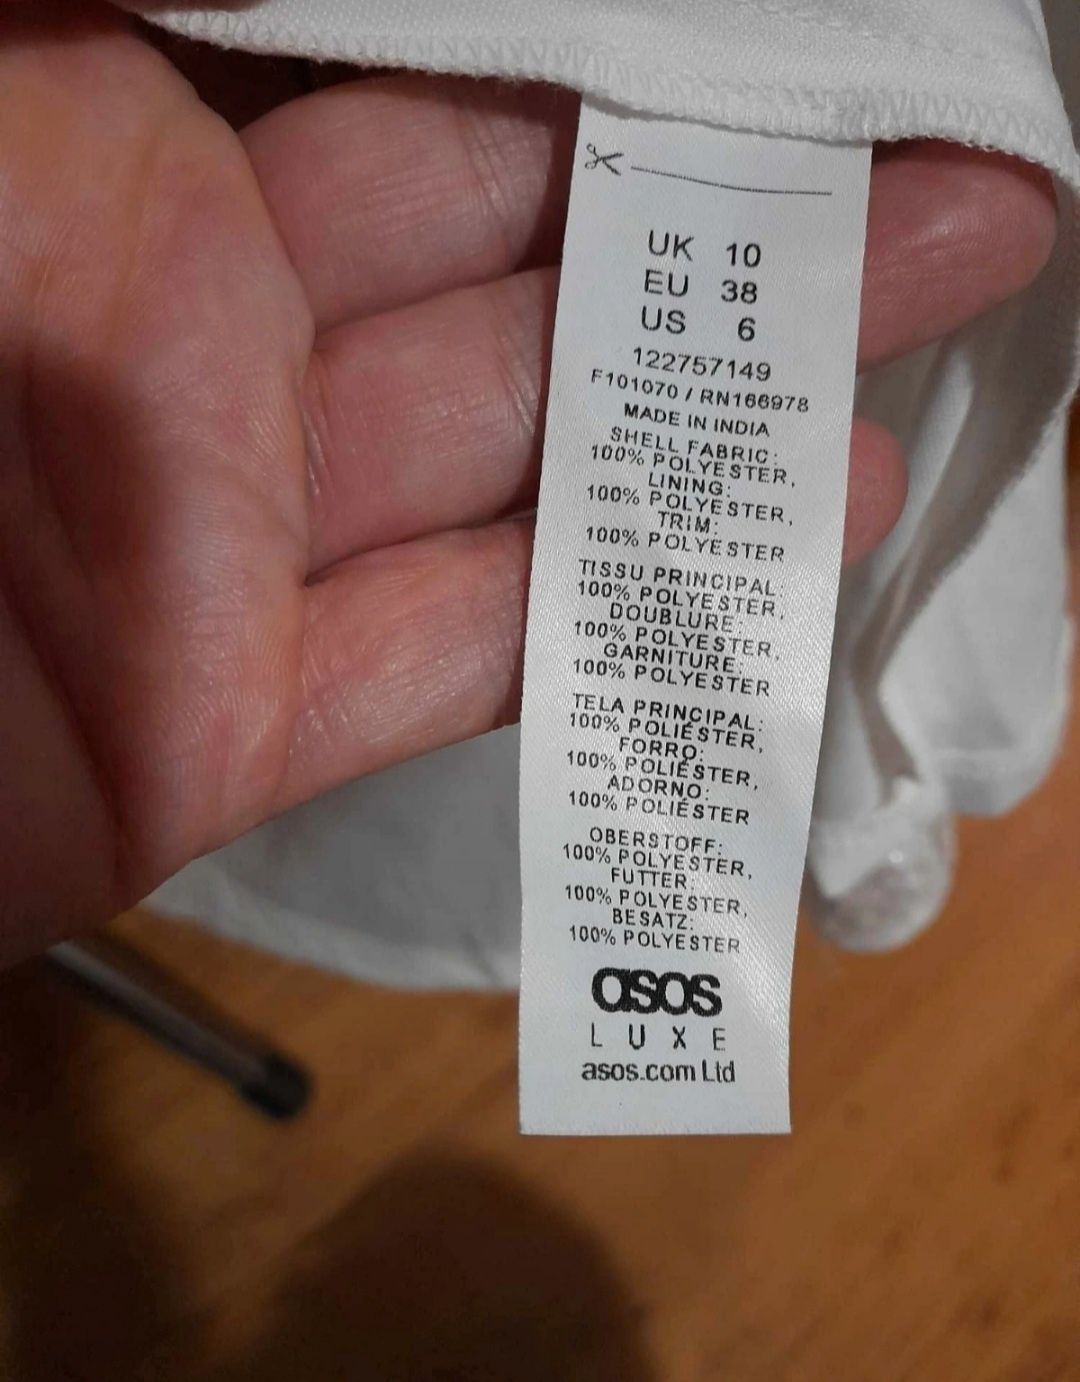 UK 10
EU 38
US 6
122757149
F101070 / RN166978
MADE IN INDIA
SHELL FABRIC:
100% POLYESTER,
LINING:
100% POLYESTER,
TRIM:
100% POLYESTER
TISSU PRINCIPAL:
100% POLYESTER,
DOUBLURE:
100% POLYESTER,
GARNITURE:
100% POLYESTER
TELA PRINCIPAL:
100% POLIÉSTER,
FORRO:
100% POLIÉSTER,
ADORNO:
100% POLIÉSTER
OBERSTOFF:
100% POLYESTER,
FUTTER:
100% POLYESTER,
BESATZ:
100% POLYESTER
asos
LUXE
asos.com Ltd